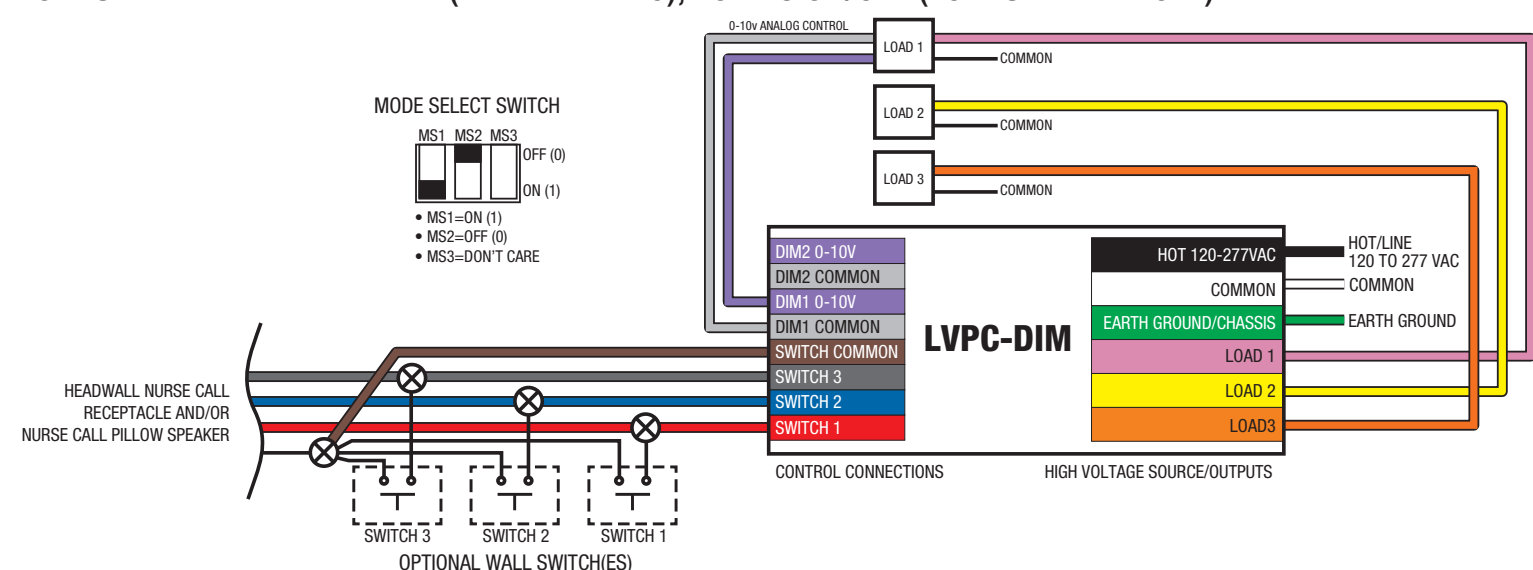 0-10v ANALOG CONTROL
LOAD 1
COMMON
MODE SELECT SWITCH
MS1 MS2 MS3
OFF (0)
ON (1)
• MS1=ON (1)
• MS2=OFF (0)
• MS3=DON'T CARE
LOAD 2
COMMON
LOAD 3
COMMON
DIM2 0-10V
DIM2 COMMON
DIM1 0-10V
DIM1 COMMON
SWITCH COMMON
SWITCH 3
SWITCH 2
SWITCH 1
LVPC-DIM
HOT 120-277VAC
COMMON
EARTH GROUND/CHASSIS
LOAD 1
LOAD 2
LOAD3
HOT/LINE
120 TO 277 VAC
COMMON
EARTH GROUND
HEADWALL NURSE CALL
RECEPTACLE AND/OR
NURSE CALL PILLOW SPEAKER
CONTROL CONNECTIONS
HIGH VOLTAGE SOURCE/OUTPUTS
SWITCH 3
SWITCH 2
SWITCH 1
OPTIONAL WALL SWITCH(ES)